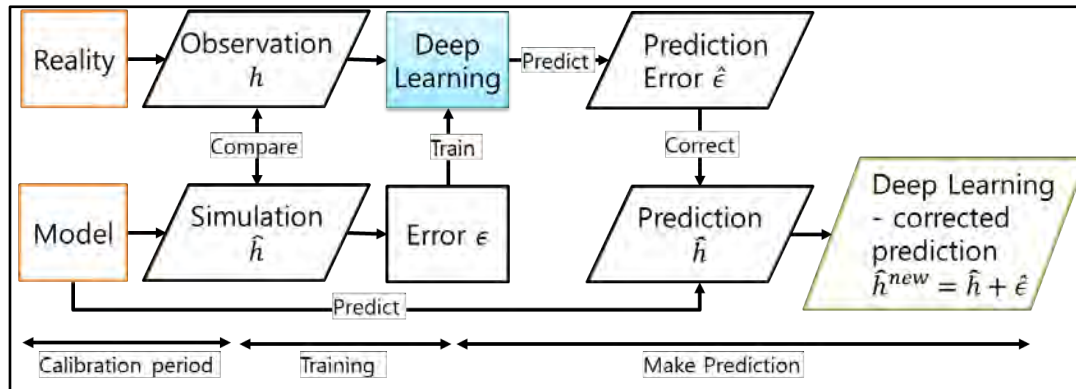 Reality
Observation
h
Deep
Learning
Predict
Prediction
Error ϵ̂
Compare
Train
Correct
Model
Simulation
ĥ
Error ϵ
Prediction
ĥ
Deep Learning
- corrected
prediction
ĥ^{new} = ĥ + ϵ̂
Predict
Calibration period
Training
Make Prediction